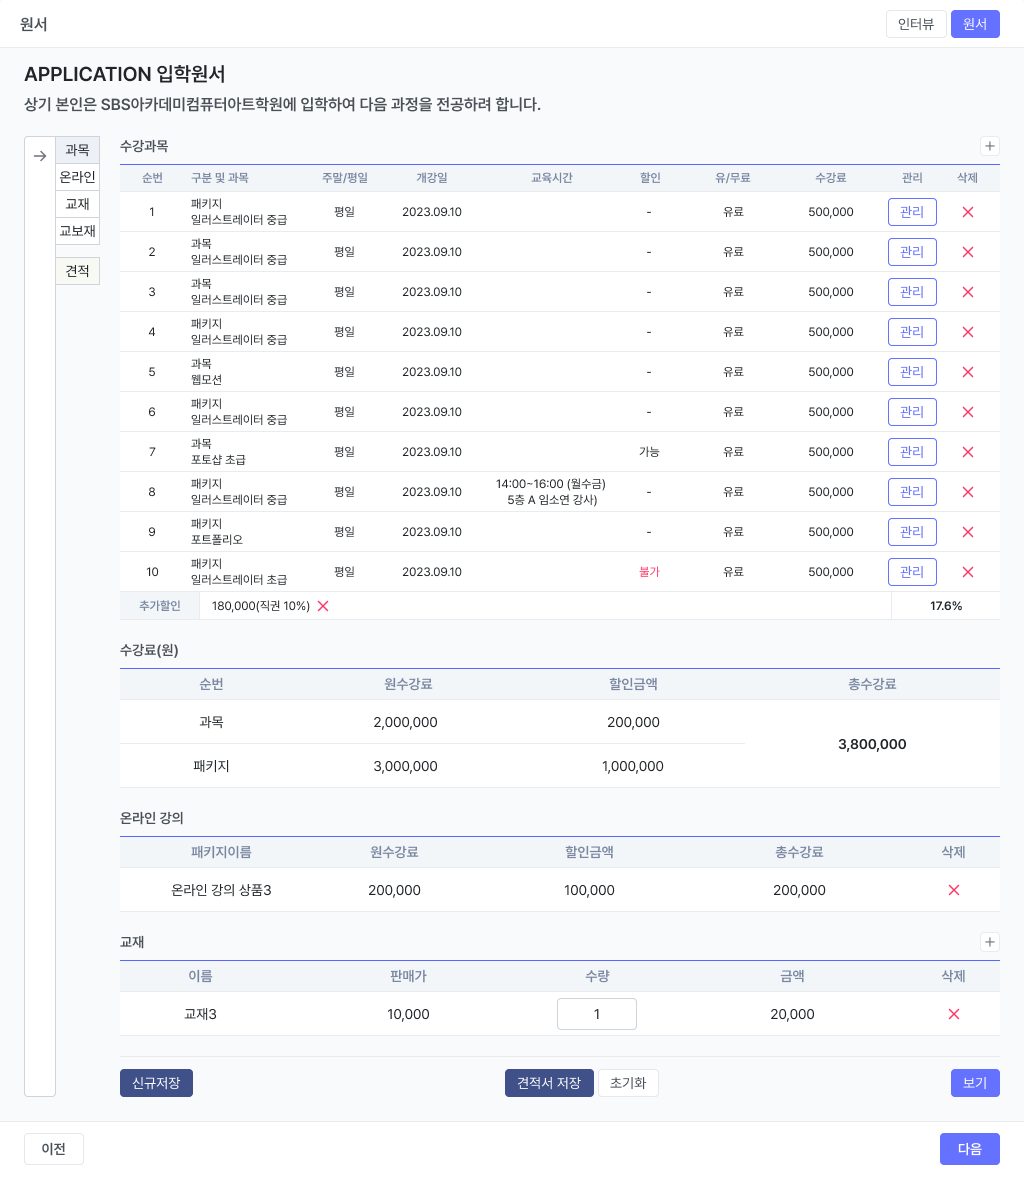 원서
인터뷰 원서
APPLICATION 입학원서
상기 본인은 SBS아카데미컴퓨터아트학원에 입학하여 다음 과정을 전공하려 합니다.
과목
온라인
교재
교보재
견적
수강과목
순번 구분 및 과목 주말/평일 개강일 교육시간 할인 유/무료 수강료 관리 삭제
1 패키지 평일 2023.09.10 - 유료 500,000 관리
일러스트레이터 중급
2 과목 평일 2023.09.10 - 유료 500,000 관리
일러스트레이터 중급
3 과목 평일 2023.09.10 - 유료 500,000 관리
일러스트레이터 중급
4 패키지 평일 2023.09.10 - 유료 500,000 관리
일러스트레이터 중급
5 과목 평일 2023.09.10 - 유료 500,000 관리
웹모션
6 패키지 평일 2023.09.10 - 유료 500,000 관리
일러스트레이터 중급
7 과목 평일 2023.09.10 가능 유료 500,000 관리
포토샵 초급
8 패키지 평일 2023.09.10 14:00~16:00 (월수금) - 유료 500,000 관리
일러스트레이터 중급 5층 A 임소연 강사)
9 패키지 평일 2023.09.10 - 유료 500,000 관리
포트폴리오
10 패키지 평일 2023.09.10 불가 유료 500,000 관리
일러스트레이터 초급
추가할인 180,000(직권 10%) 17.6%
수강료(원)
순번 원수강료 할인금액 총수강료
과목 2,000,000 200,000
3,800,000
패키지 3,000,000 1,000,000
온라인 강의
패키지이름 원수강료 할인금액 총수강료 삭제
온라인 강의 상품3 200,000 100,000 200,000
교재
이름 판매가 수량 금액 삭제
교재3 10,000 1 20,000
신규저장 견적서 저장 초기화 보기
이전 다음